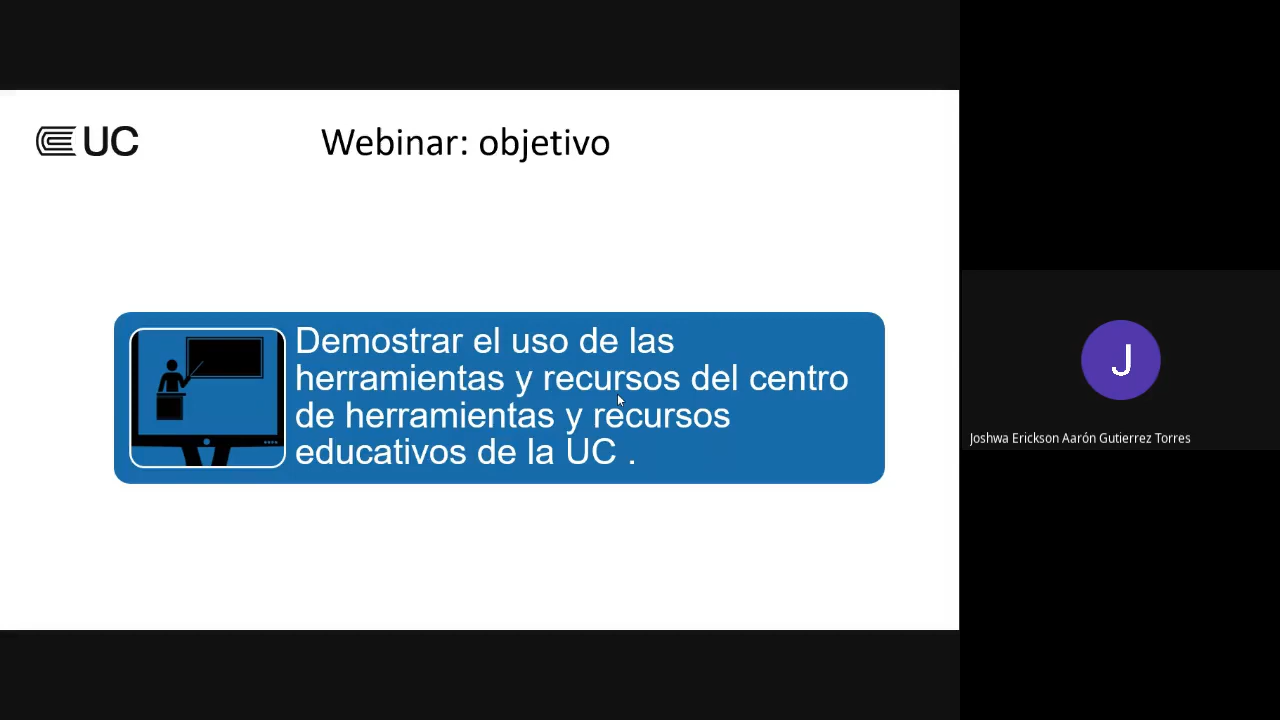 UC
Webinar: objetivo
Demostrar el uso de las
herramientas y recursos del centro
de herramientas y recursos
educativos de la UC .
J
Joshwa Erickson Aarón Gutierrez Torres